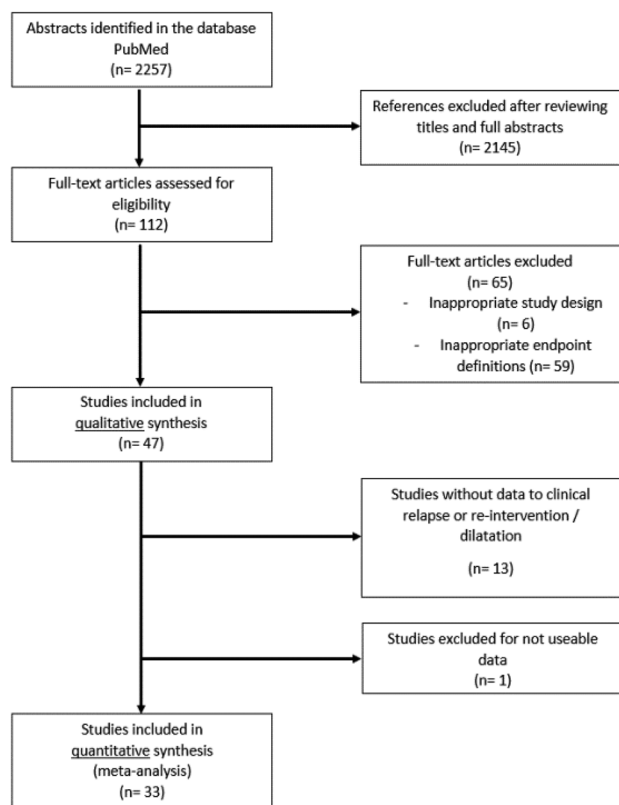 Abstracts identified in the database
PubMed
(n= 2257)
References excluded after reviewing
titles and full abstracts
(n= 2145)
Full-text articles assessed for
eligibility
(n= 112)
Full-text articles excluded
(n= 65)
- Inappropriate study design
(n= 6)
- Inappropriate endpoint
definitions (n= 59)
Studies included in
qualitative synthesis
(n= 47)
Studies without data to clinical
relapse or re-intervention /
dilatation
(n= 13)
Studies excluded for not useable
data
(n= 1)
Studies included in
quantitative synthesis
(meta-analysis)
(n= 33)